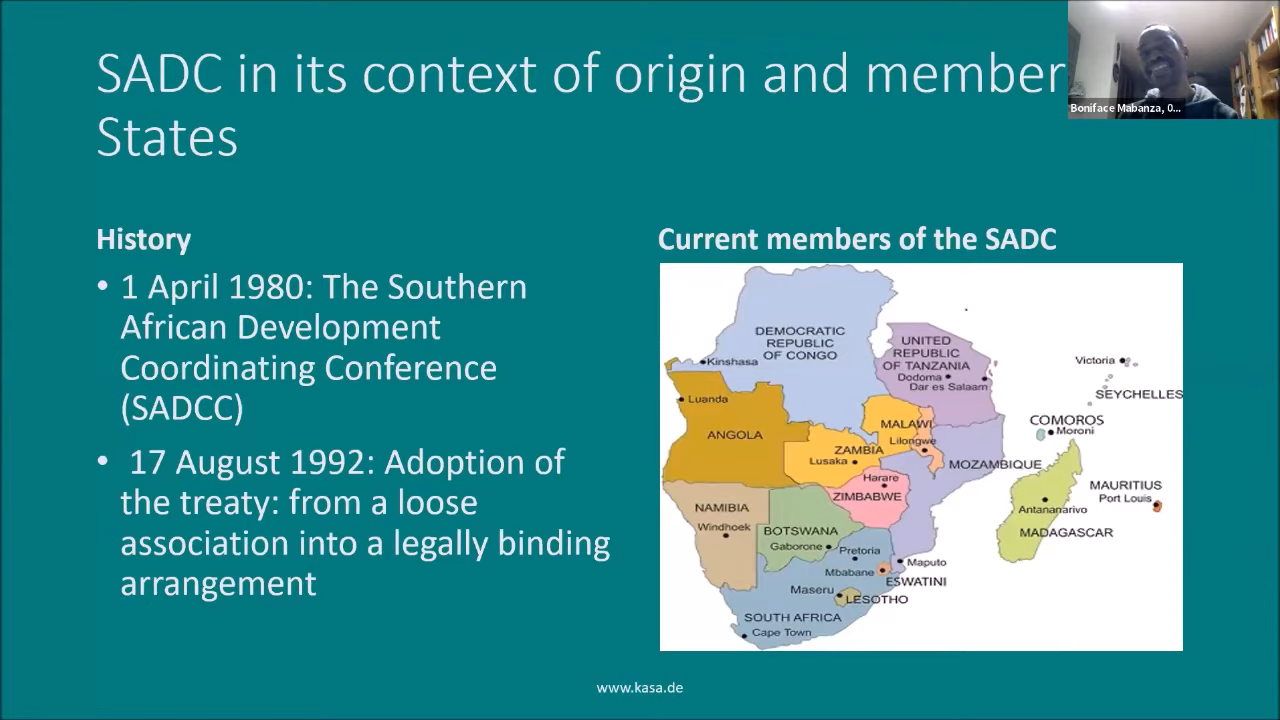 SADC in its context of origin and member
States
Boniface Mabanza, 0...
History
• 1 April 1980: The Southern
African Development
Coordinating Conference
(SADCC)
• 17 August 1992: Adoption of
the treaty: from a loose
association into a legally binding
arrangement
Current members of the SADC
DEMOCRATIC
REPUBLIC
OF CONGO
Kinshasa
UNITED
REPUBLIC
OF TANZANIA
Dodoma
Dar es Salaam
Victoria
SEYCHELLES
Luanda
ANGOLA
MALAWI
Lilongwe
COMOROS
Moroni
ZAMBIA
Lusaka
MOZAMBIQUE
Harare
ZIMBABWE
MAURITIUS
Port Louis
Antananarivo
MADAGASCAR
NAMIBIA
Windhoek
BOTSWANA
Gaborone
Pretoria
Mbabane
Maputo
ESWATINI
Maseru
LESOTHO
SOUTH AFRICA
Cape Town
www.kasa.de